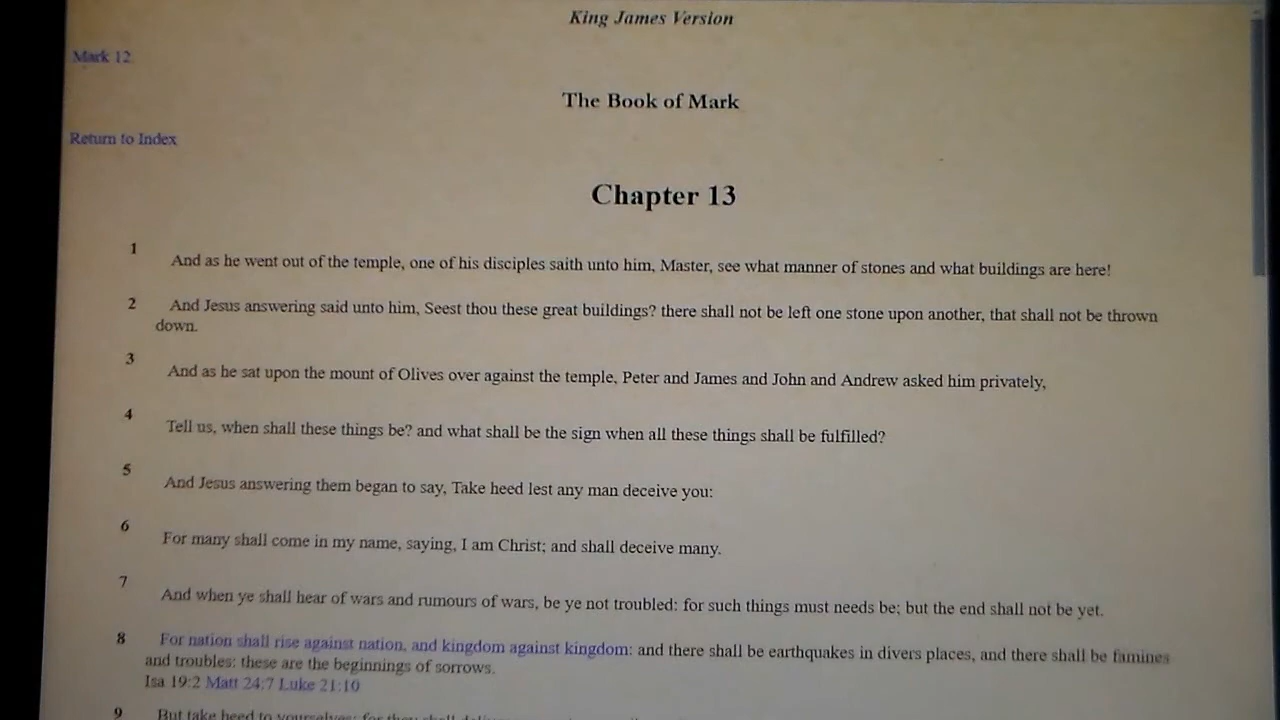 King James Version
Mark 12
The Book of Mark
Return to Index
Chapter 13
1 And as he went out of the temple, one of his disciples saith unto him, Master, see what manner of stones and what buildings are here!
2 And Jesus answering said unto him, Seest thou these great buildings? there shall not be left one stone upon another, that shall not be thrown
down.
3 And as he sat upon the mount of Olives over against the temple, Peter and James and John and Andrew asked him privately,
4 Tell us, when shall these things be? and what shall be the sign when all these things shall be fulfilled?
5 And Jesus answering them began to say, Take heed lest any man deceive you:
6 For many shall come in my name, saying, I am Christ; and shall deceive many.
7 And when ye shall hear of wars and rumours of wars, be ye not troubled: for such things must needs be; but the end shall not be yet.
8 For nation shall rise against nation, and kingdom against kingdom: and there shall be earthquakes in divers places, and there shall be famines
and troubles: these are the beginnings of sorrows.
Isa 19:2 Matt 24:7 Luke 21:10
9 But take heed to yourselves: for they shall